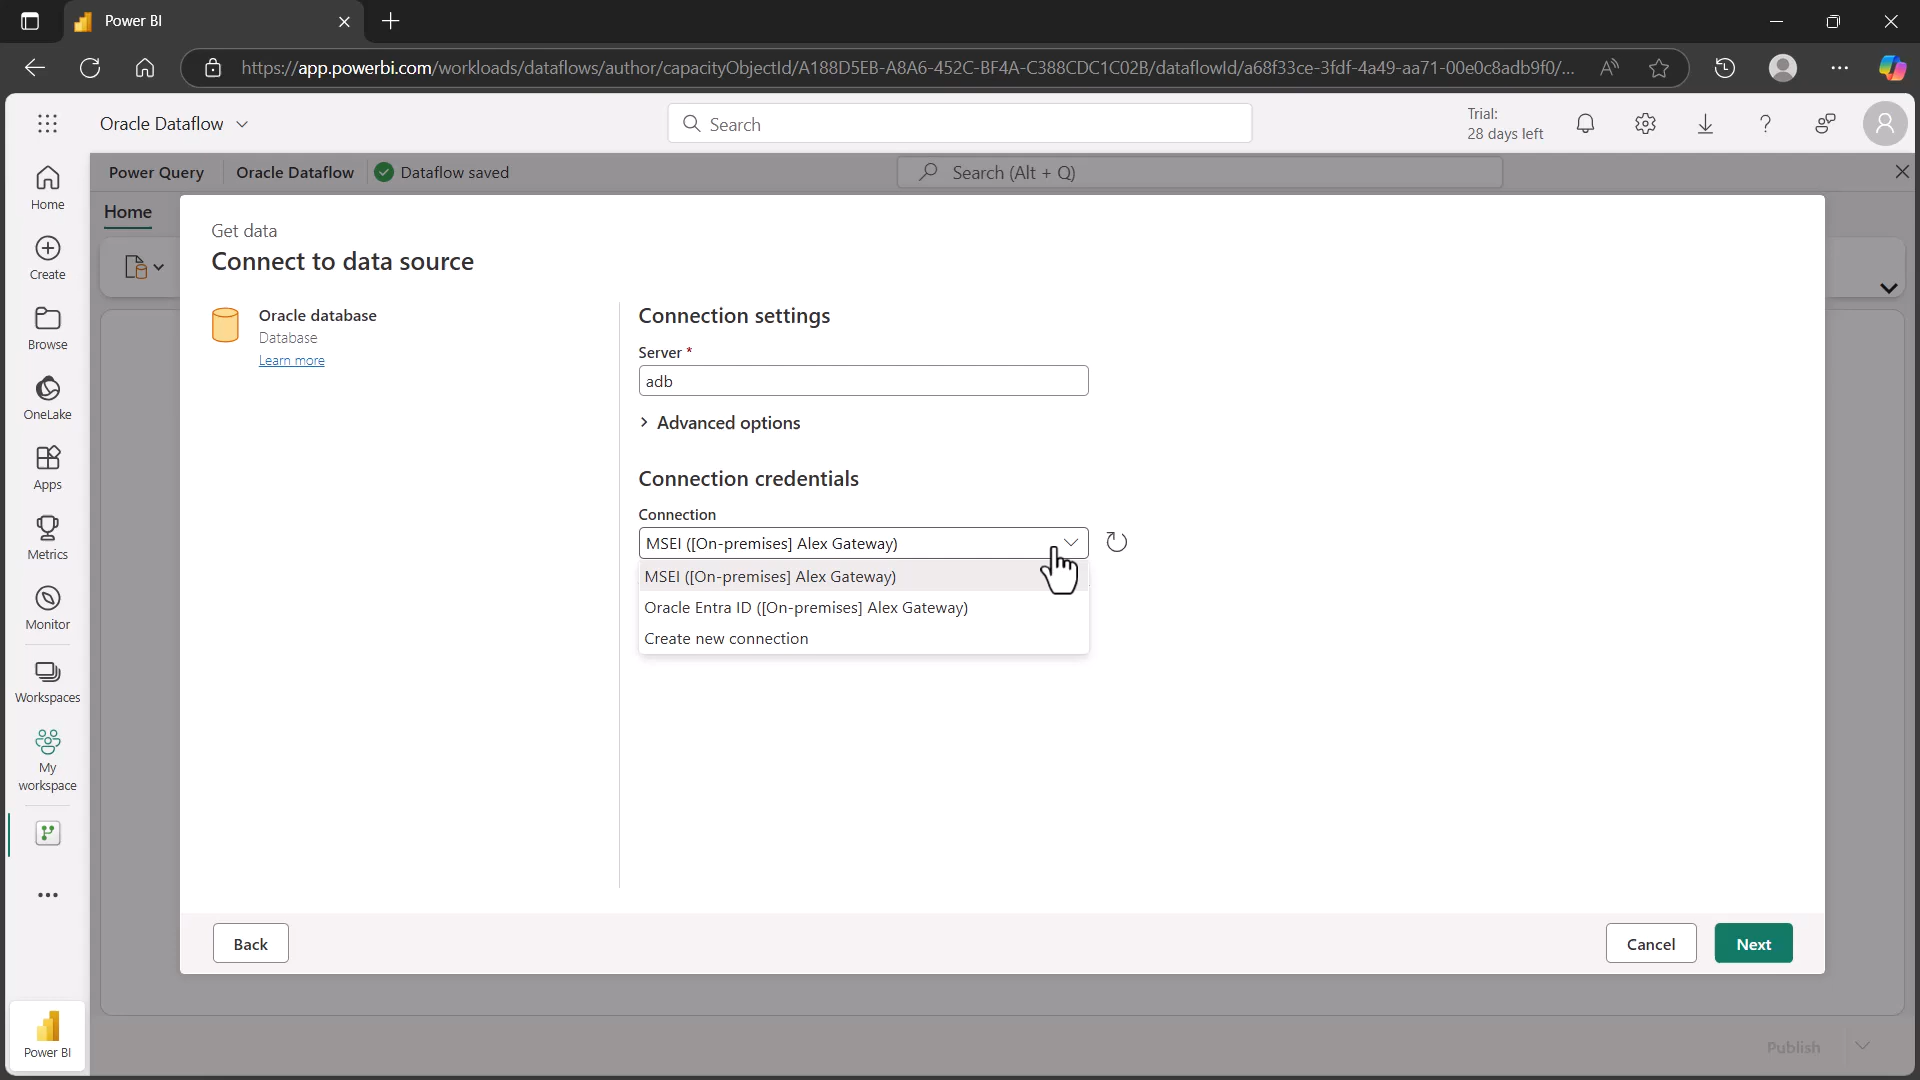 Power BI
https://app.powerbi.com/workloads/dataflows/author/capacityObjectId/A188D5EB-A8A6-452C-BF4A-C388CDC1C02B/dataflowId/a68f33ce-3fdf-4a49-aa71-00e0c8adb9f0/...
Oracle Dataflow
Search
Trial:
28 days left
Power Query
Oracle Dataflow
Dataflow saved
Search (Alt + Q)
Home
Create
Browse
OneLake
Apps
Metrics
Monitor
Workspaces
My
workspace
Power BI
Home
Get data
Connect to data source
Oracle database
Database
Learn more
Connection settings
Server *
adb
Advanced options
Connection credentials
Connection
MSEI ([On-premises] Alex Gateway)
MSEI ([On-premises] Alex Gateway)
Oracle Entra ID ([On-premises] Alex Gateway)
Create new connection
Back
Cancel
Next
Publish